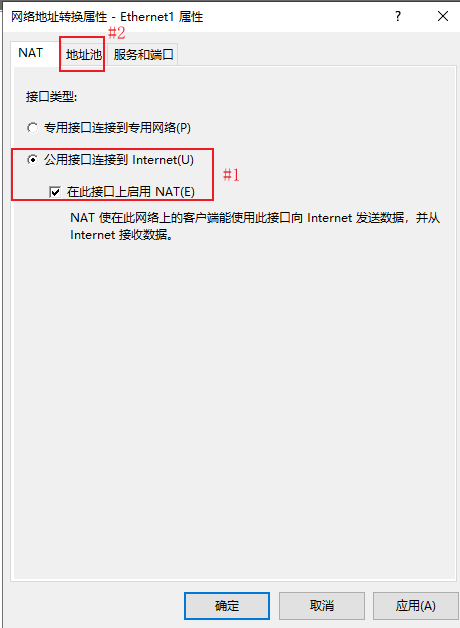 网络地址转换属性 - Ethernet1 属性
?
#2
NAT 地址池 服务和端口
接口类型:
专用接口连接到专用网络(P)
公用接口连接到 Internet(U)
#1
在此接口上启用 NAT(E)
NAT 使在此网络上的客户端能使用此接口向 Internet 发送数据，并从
Internet 接收数据。
确定 取消 应用(A)